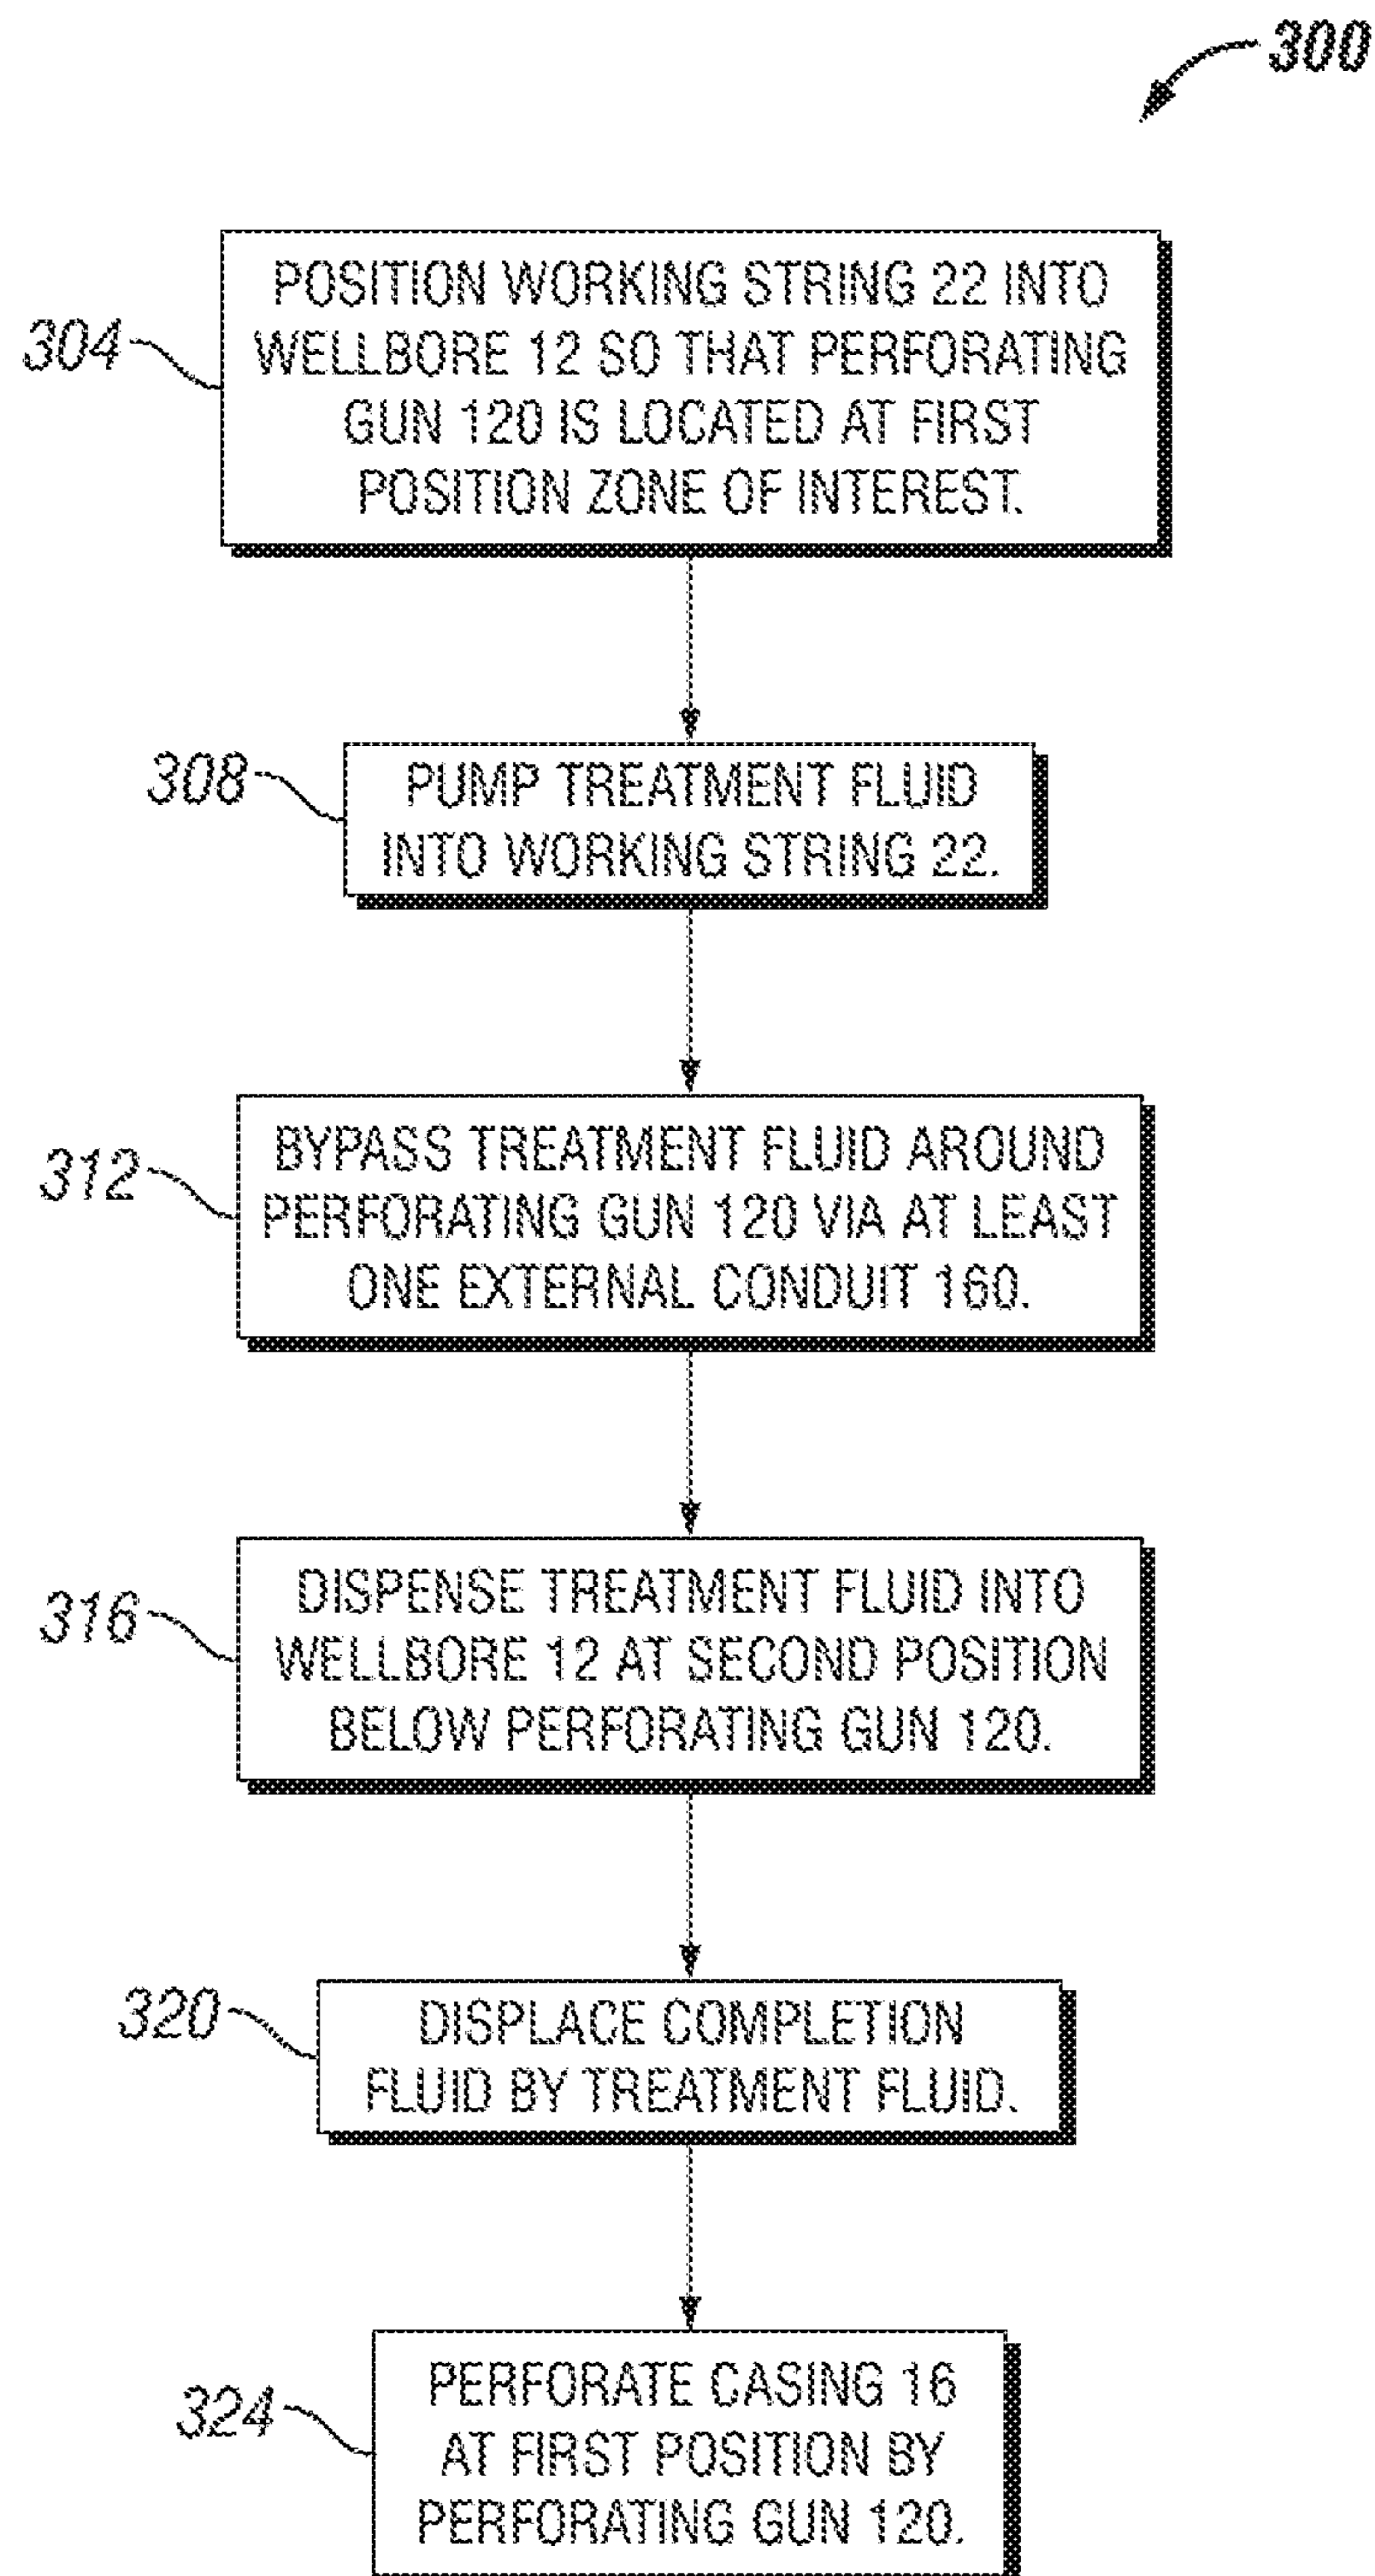 300
304
POSITION WORKING STRING 22 INTO
WELLBORE 12 SO THAT PERFORATING
GUN 120 IS LOCATED AT FIRST
POSITION ZONE OF INTEREST.
308
PUMP TREATMENT FLUID
INTO WORKING STRING 22.
312
BYPASS TREATMENT FLUID AROUND
PERFORATING GUN 120 VIA AT LEAST
ONE EXTERNAL CONDUIT 160.
316
DISPENSE TREATMENT FLUID INTO
WELLBORE 12 AT SECOND POSITION
BELOW PERFORATING GUN 120.
320
DISPLACE COMPLETION
FLUID BY TREATMENT FLUID.
324
PERFORATE CASING 16
AT FIRST POSITION BY
PERFORATING GUN 120.